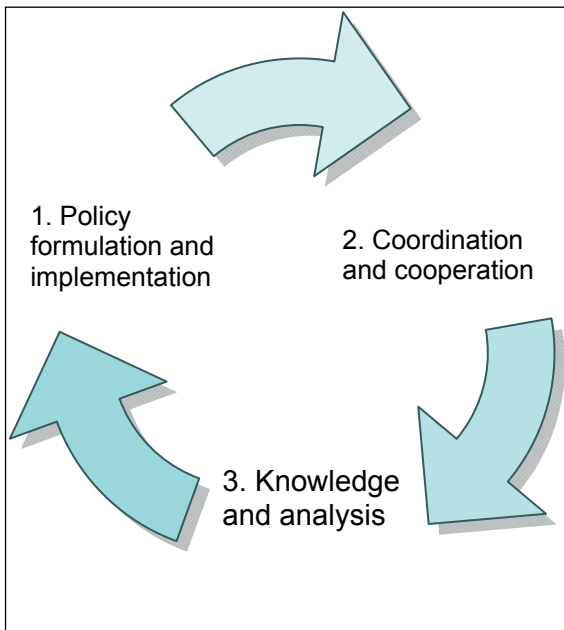 1. Policy
formulation and
implementation
2. Coordination
and cooperation
3. Knowledge
and analysis